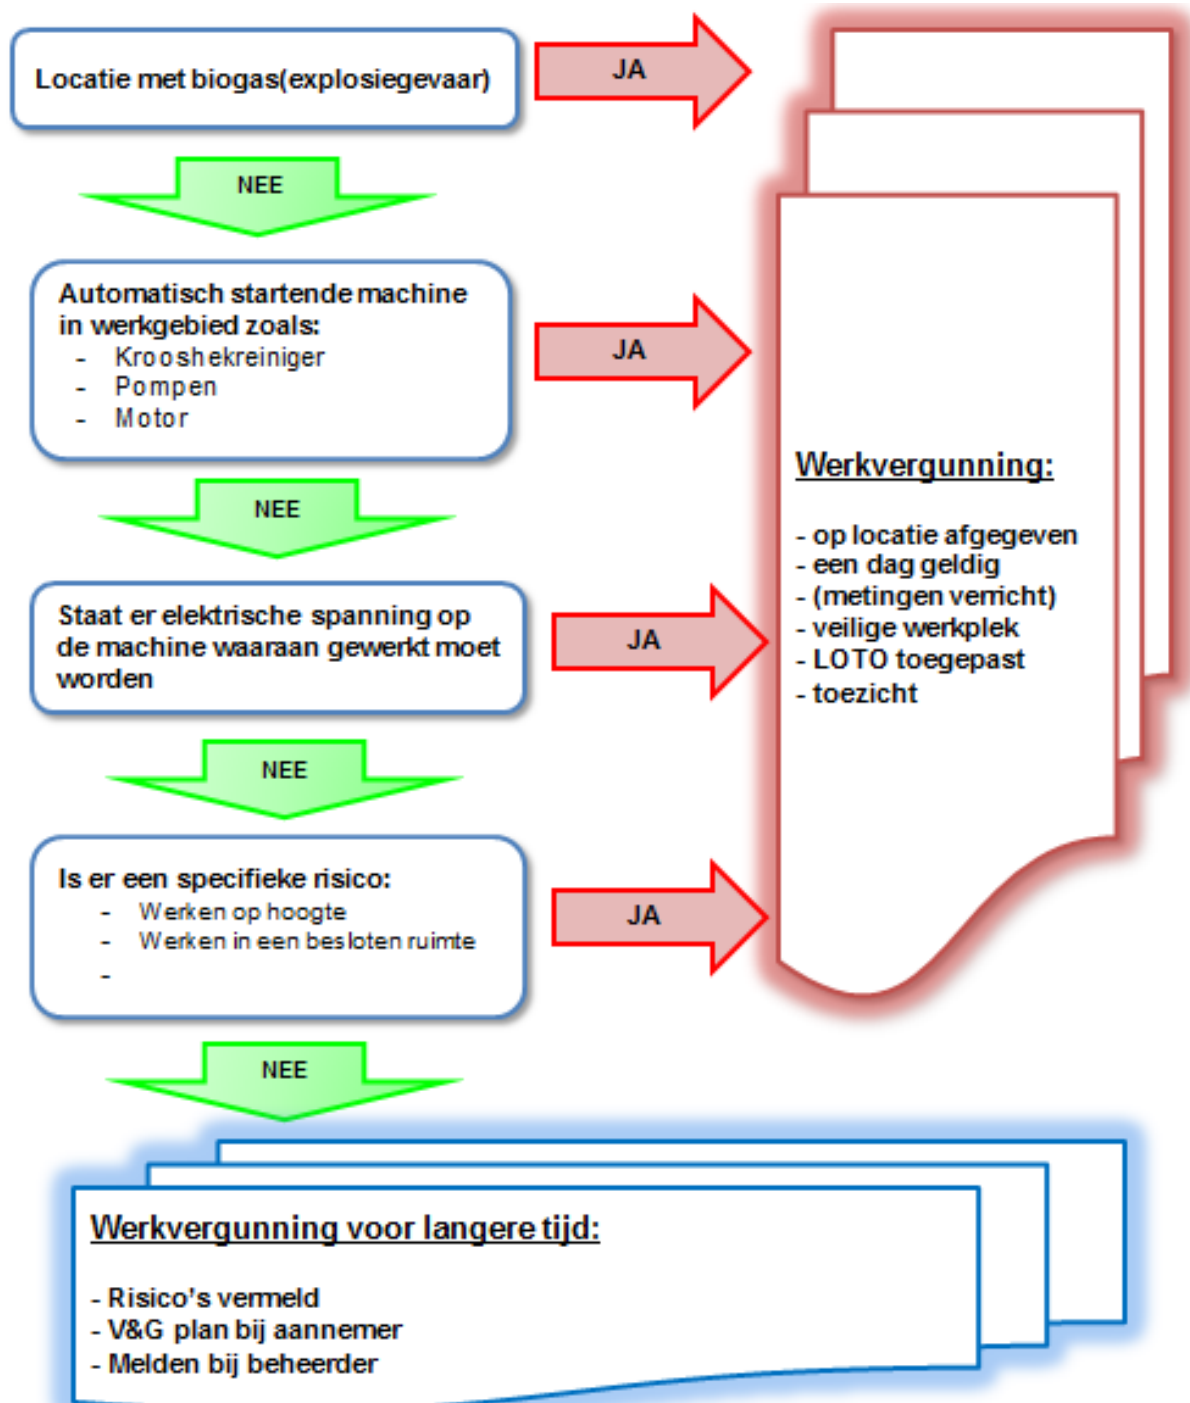 Locatie met biogas(explosiegevaar)
JA
NEE
Automatisch startende machine
in werkgebied zoals:
- Krooshekreiniger
- Pompen
- Motor
JA
NEE
Staat er elektrische spanning op
de machine waaraan gewerkt moet
worden
JA
NEE
Is er een specifieke risico:
- Werken op hoogte
- Werken in een besloten ruimte
-
JA
NEE
Werkvergunning:
- op locatie afgegeven
- een dag geldig
- (metingen verricht)
- veilige werkplek
- LOTO toegepast
- toezicht
Werkvergunning voor langere tijd:
- Risico's vermeld
- V&G plan bij aannemer
- Melden bij beheerder